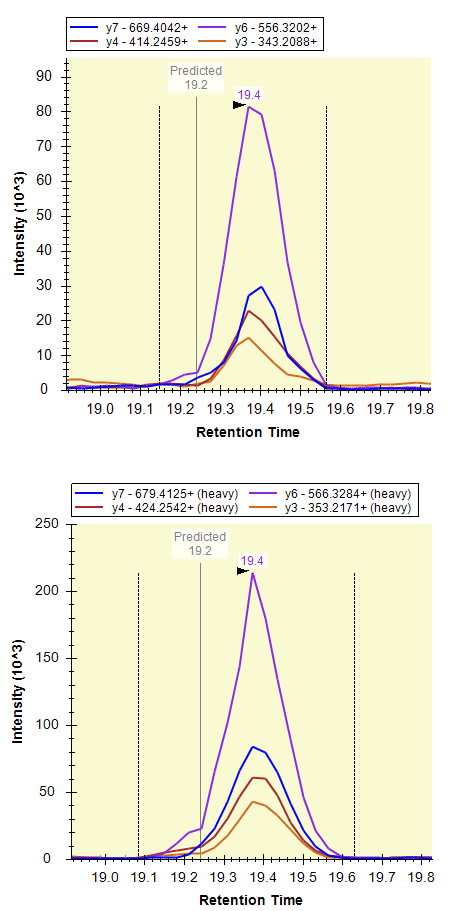 y7 - 669.4042+ y6 - 556.3202+
y4 - 414.2459+ y3 - 343.2088+
Predicted
19.2
19.4
90
80
70
60
50
40
30
20
10
0
Intensity (10^3)
19.0 19.1 19.2 19.3 19.4 19.5 19.6 19.7 19.8
Retention Time
y7 - 679.4125+ (heavy) y6 - 566.3284+ (heavy)
y4 - 424.2542+ (heavy) y3 - 353.2171+ (heavy)
Predicted
19.2
19.4
250
200
150
100
50
0
Intensity (10^3)
19.0 19.1 19.2 19.3 19.4 19.5 19.6 19.7 19.8
Retention Time